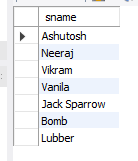 sname
Ashutosh
Neeraj
Vikram
Vanila
Jack Sparrow
Bomb
Lubber